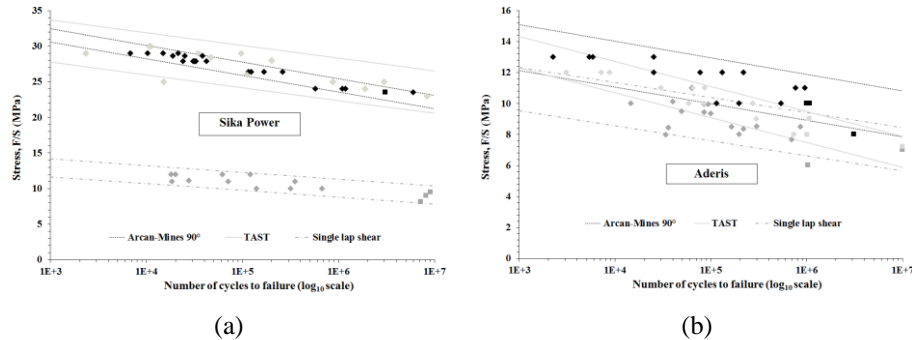 Stress, F/S (MPa)
40
35
30
25
20
15
10
5
0
Sika Power
Arcan-Mines 90° TAST Single lap shear
1E+3 1E+4 1E+5 1E+6 1E+7
Number of cycles to failure (log10 scale)
(a)
Stress, F/S (MPa)
16
14
12
10
8
6
4
2
0
Aderis
Arcan-Mines 90° TAST Single lap shear
1E+3 1E+4 1E+5 1E+6 1E+7
Number of cycles to failure (log10 scale)
(b)